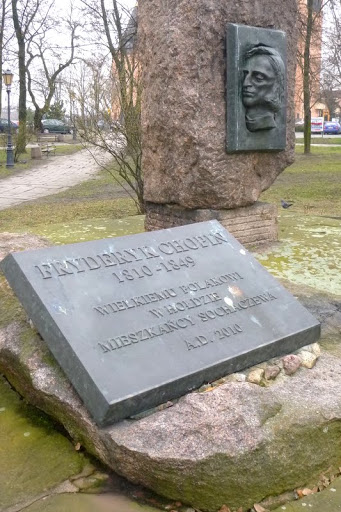 FRYDERYK CHOPIN
1810-1849
WIELKIEMU POLAKOWI
W HOŁDZIE
MIESZKAŃCY SOCHACZEWA
A.D. 2010